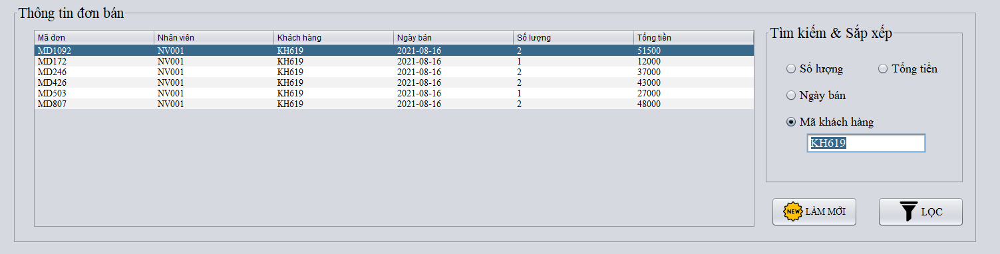 Thông tin đơn bán
Mã đơn Nhân viên Khách hàng Ngày bán Số lượng Tổng tiền
MD1092 NV001 KH619 2021-08-16 2 51500
MD172 NV001 KH619 2021-08-16 1 12000
MD246 NV001 KH619 2021-08-16 2 37000
MD426 NV001 KH619 2021-08-16 2 43000
MD503 NV001 KH619 2021-08-16 1 27000
MD807 NV001 KH619 2021-08-16 2 48000
Tìm kiếm & Sắp xếp
Số lượng Tổng tiền
Ngày bán
Mã khách hàng
KH619
NEW LÀM MỚI LỌC